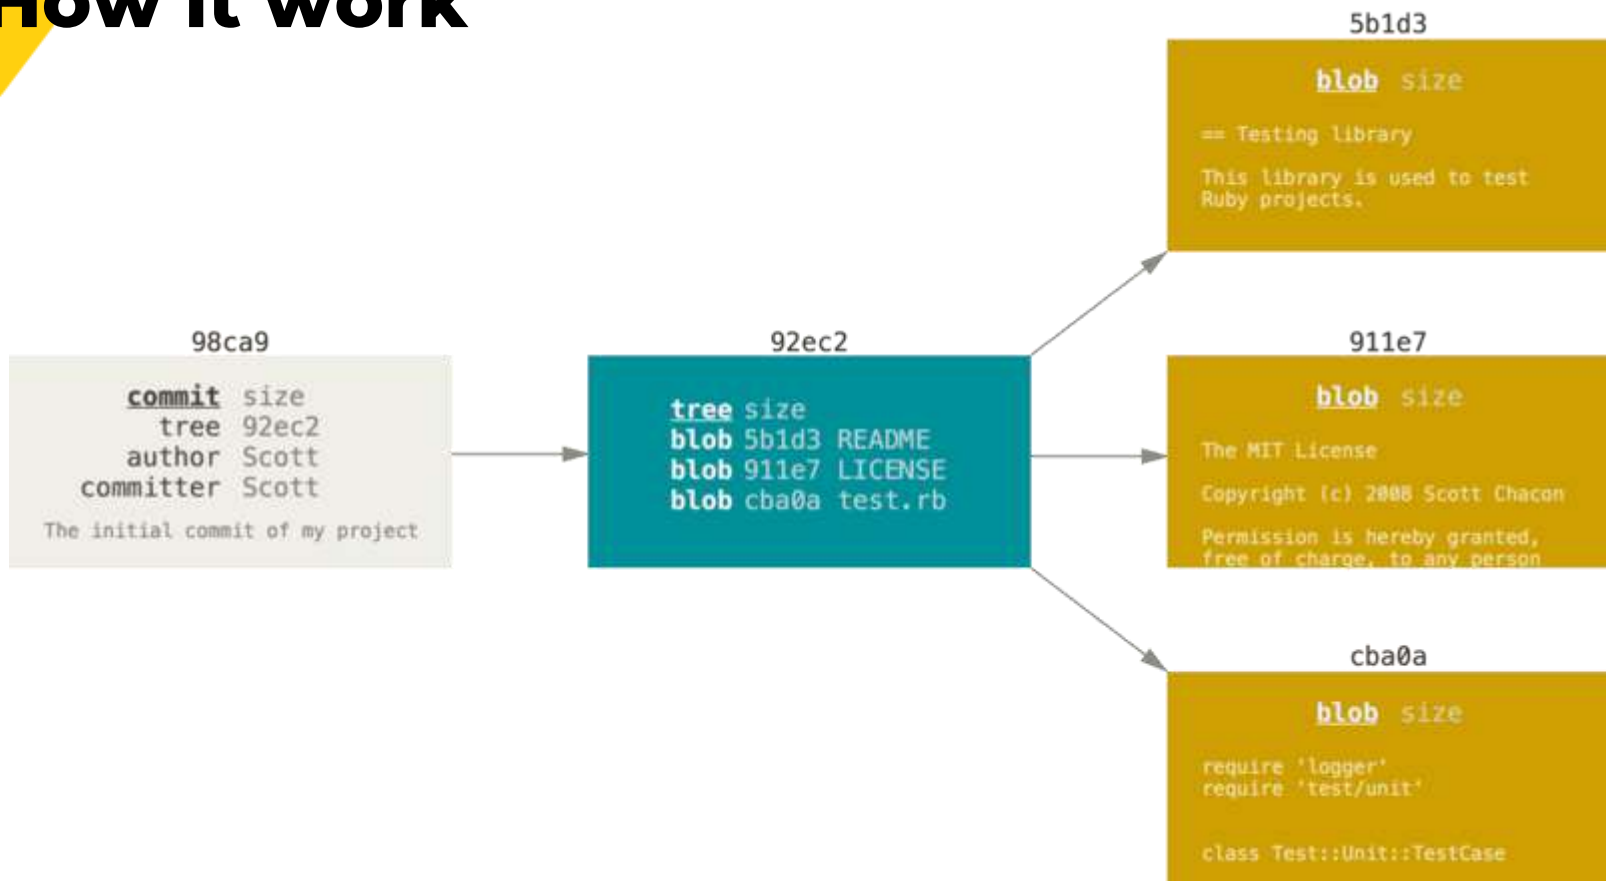 How it work
98ca9
commit size
tree 92ec2
author Scott
committer Scott
The initial commit of my project
92ec2
tree size
blob 5b1d3 README
blob 911e7 LICENSE
blob cba0a test.rb
5b1d3
blob size
== Testing library
This library is used to test
Ruby projects.
911e7
blob size
The MIT License
Copyright (c) 2008 Scott Chacon
Permission is hereby granted,
free of charge, to any person
cba0a
blob size
require 'logger'
require 'test/unit'
class Test::Unit::TestCase